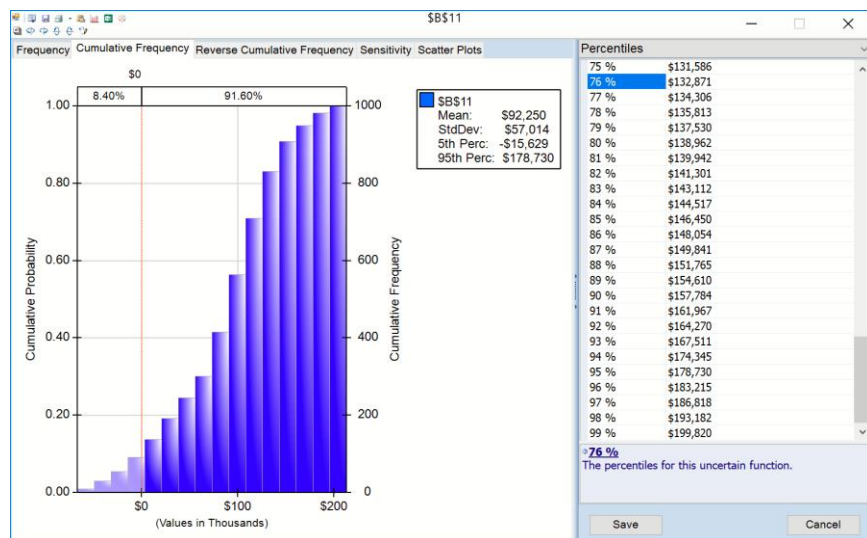 $B$11
Frequency Cumulative Frequency Reverse Cumulative Frequency Sensitivity Scatter Plots
$0
8.40% 91.60%
1.00
0.80
0.60
0.40
0.20
0.00
Cumulative Probability
1000
800
600
400
200
0
Cumulative Frequency
$0 $100 $200
(Values in Thousands)
$B$11
Mean: $92,250
StdDev: $57,014
5th Perc: -$15,629
95th Perc: $178,730
Percentiles
75 % $131,586
76 % $132,871
77 % $134,306
78 % $135,813
79 % $137,530
80 % $138,962
81 % $139,942
82 % $141,301
83 % $143,112
84 % $144,517
85 % $146,450
86 % $148,054
87 % $149,841
88 % $151,765
89 % $154,610
90 % $157,784
91 % $161,967
92 % $164,270
93 % $167,511
94 % $174,345
95 % $178,730
96 % $183,215
97 % $186,818
98 % $193,182
99 % $199,820
76 %
The percentiles for this uncertain function.
Save Cancel